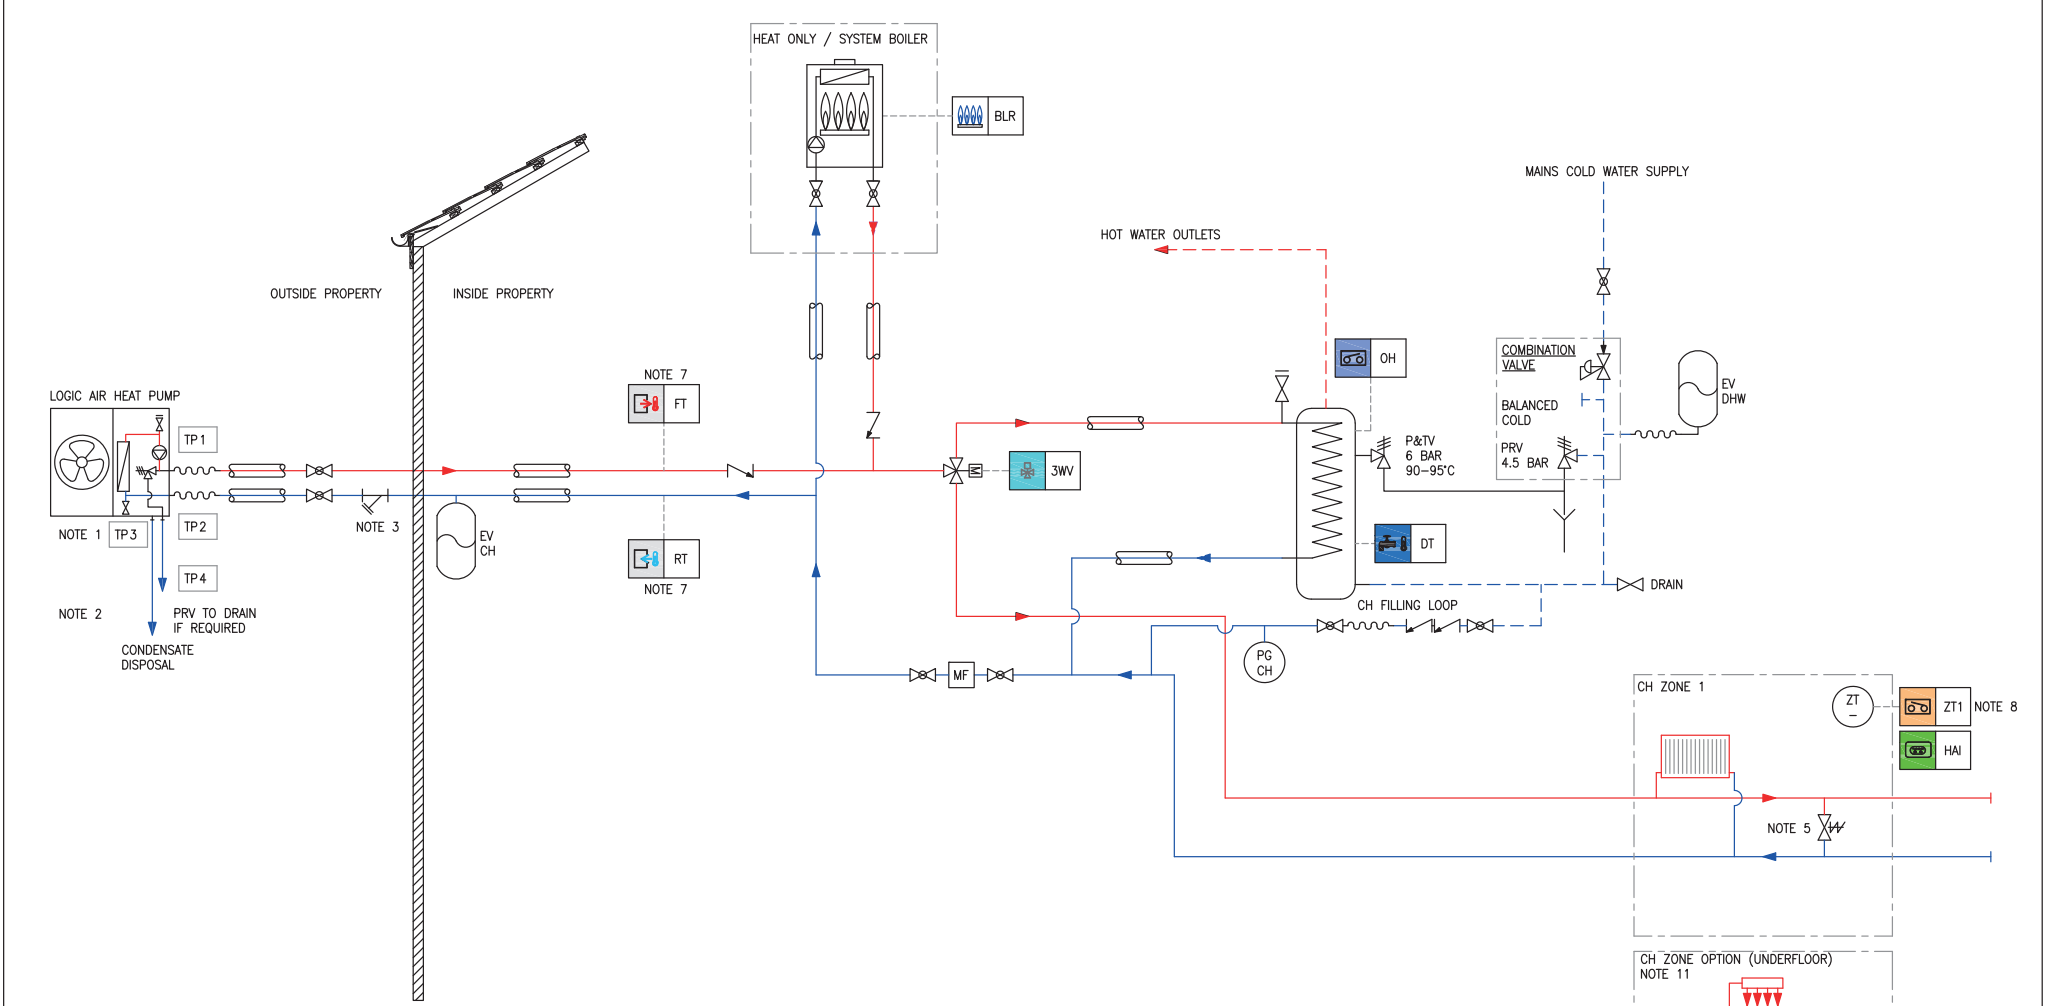 HEAT ONLY / SYSTEM BOILER
BLR
MAINS COLD WATER SUPPLY
HOT WATER OUTLETS
OUTSIDE PROPERTY
INSIDE PROPERTY
COMBINATION
VALVE
OH
NOTE 7
FT
EV
DHW
LOGIC AIR HEAT PUMP
BALANCED
COLD
TP1
P&TV
6 BAR
90-95°C
PRV
4.5 BAR
M
3WV
NOTE 1
TP3
TP2
NOTE 3
EV
CH
RT
NOTE 7
DT
TP4
DRAIN
NOTE 2
PRV TO DRAIN
IF REQUIRED
CH FILLING LOOP
CONDENSATE
DISPOSAL
PG
CH
MF
CH ZONE 1
ZT
-
ZT1
NOTE 8
HAI
NOTE 5
CH ZONE OPTION (UNDERFLOOR)
NOTE 11